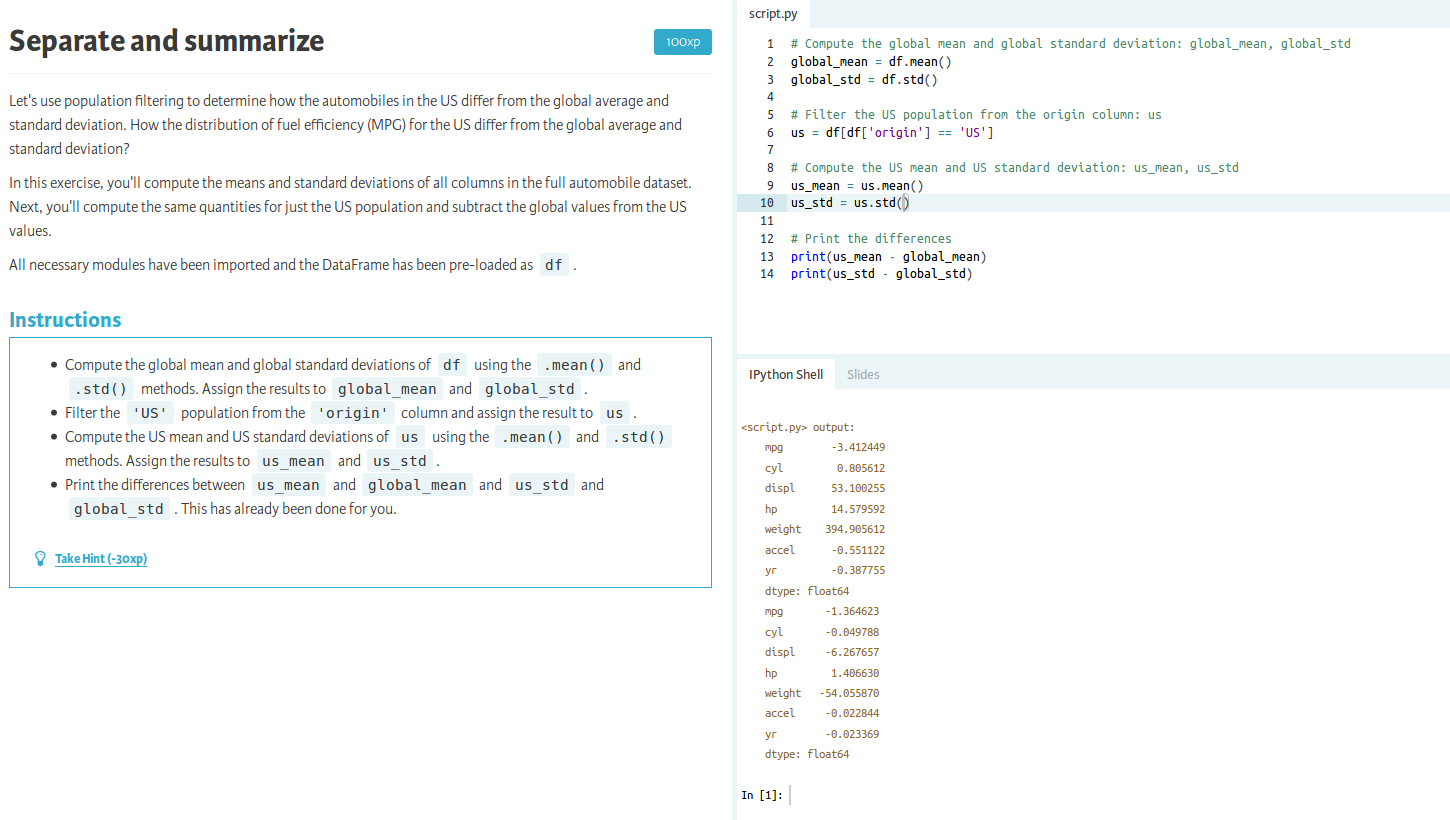 Separate and summarize
100xp
Let's use population filtering to determine how the automobiles in the US differ from the global average and
standard deviation. How the distribution of fuel efficiency (MPG) for the US differ from the global average and
standard deviation?
In this exercise, you'll compute the means and standard deviations of all columns in the full automobile dataset.
Next, you'll compute the same quantities for just the US population and subtract the global values from the US
values.
All necessary modules have been imported and the DataFrame has been pre-loaded as df .
Instructions
• Compute the global mean and global standard deviations of df using the .mean() and
.std() methods. Assign the results to global_mean and global_std .
• Filter the 'US' population from the 'origin' column and assign the result to us .
• Compute the US mean and US standard deviations of us using the .mean() and .std()
methods. Assign the results to us_mean and us_std .
• Print the differences between us_mean and global_mean and us_std and
global_std . This has already been done for you.
Take Hint (-30xp)
script.py
1 # Compute the global mean and global standard deviation: global_mean, global_std
2 global_mean = df.mean()
3 global_std = df.std()
4
5 # Filter the US population from the origin column: us
6 us = df[df['origin'] == 'US']
7
8 # Compute the US mean and US standard deviation: us_mean, us_std
9 us_mean = us.mean()
10 us_std = us.std()
11
12 # Print the differences
13 print(us_mean - global_mean)
14 print(us_std - global_std)
IPython Shell Slides
<script.py> output:
mpg -3.412449
cyl 0.805612
displ 53.100255
hp 14.579592
weight 394.905612
accel -0.551122
yr -0.387755
dtype: float64
mpg -1.364623
cyl -0.049788
displ -6.267657
hp 1.406630
weight -54.055870
accel -0.022844
yr -0.023369
dtype: float64
In [1]: